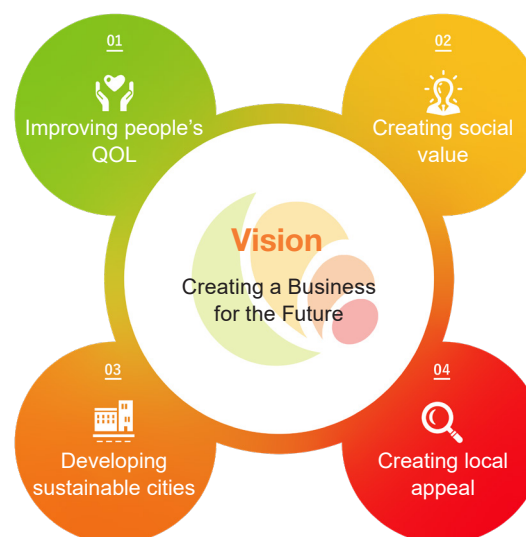 01
Improving people's
QOL
02
Creating social
value
Vision
Creating a Business
for the Future
03
Developing
sustainable cities
04
Creating local
appeal